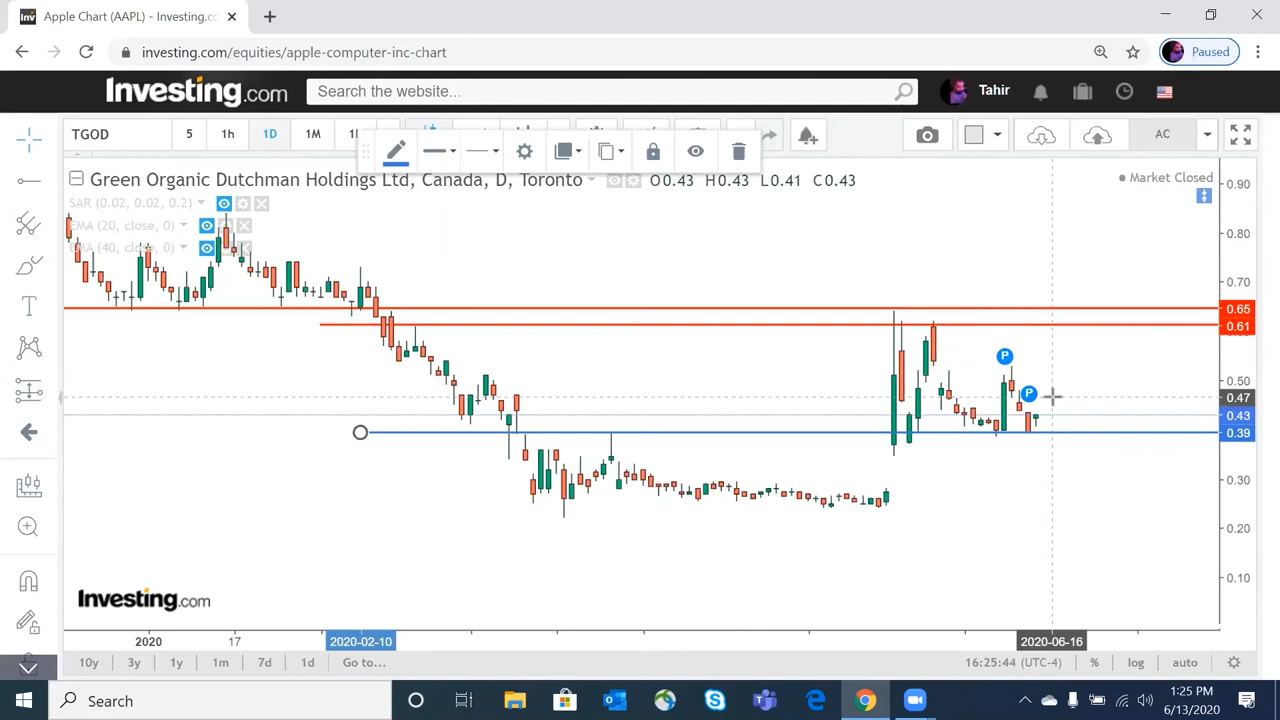 Apple Chart (AAPL) - Investing.cc
investing.com/equities/apple-computer-inc-chart
Paused
Investing.com
Search the website...
Tahir
TGOD
5
1h
1D
1M
AC
Green Organic Dutchman Holdings Ltd, Canada, D, Toronto
O0.43 H0.43 L0.41 C0.43
Market Closed
SAR (0.02, 0.02, 0.2)
EMA (20, close, 0)
EMA (40, close, 0)
0.90
0.80
0.70
0.65
0.61
0.50
0.47
0.43
0.39
0.30
0.20
0.10
P
P
Investing.com
2020
17
2020-02-10
2020-06-16
10y
3y
1y
1m
7d
1d
Go to...
16:25:44 (UTC-4)
%
log
auto
Search
1:25 PM
6/13/2020